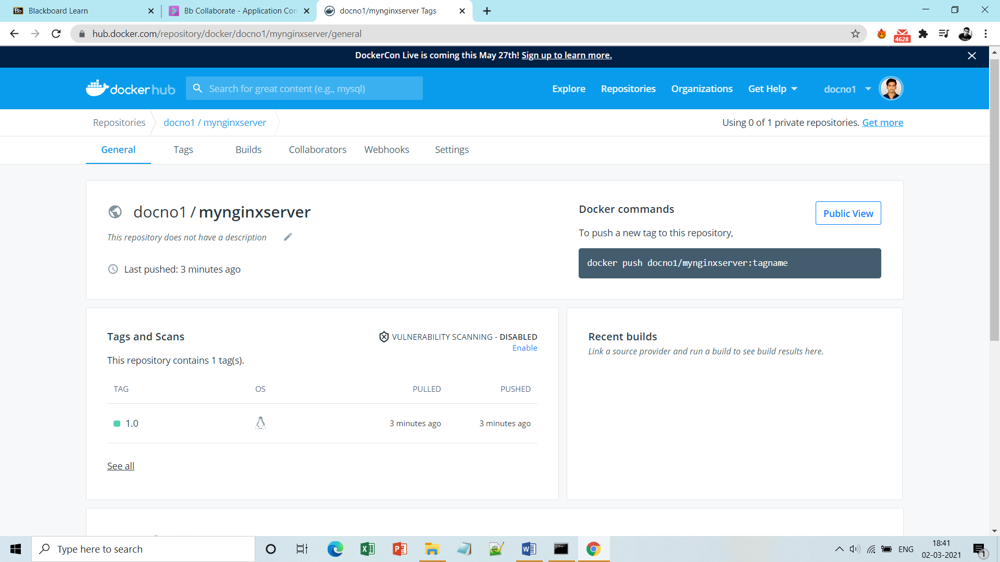 Blackboard Learn
Bb Collaborate - Application Con
docno1/mynginxserver Tags
hub.docker.com/repository/docker/docno1/mynginxserver/general
4628
DockerCon Live is coming this May 27th! Sign up to learn more.
docker hub
Search for great content (e.g., mysql)
Explore
Repositories
Organizations
Get Help
docno1
Repositories
docno1 / mynginxserver
Using 0 of 1 private repositories. Get more
General
Tags
Builds
Collaborators
Webhooks
Settings
docno1 / mynginxserver
This repository does not have a description
Last pushed: 3 minutes ago
Docker commands
Public View
To push a new tag to this repository,
docker push docno1/mynginxserver:tagname
Tags and Scans
VULNERABILITY SCANNING - DISABLED
Enable
This repository contains 1 tag(s).
TAG
OS
PULLED
PUSHED
1.0
3 minutes ago
3 minutes ago
See all
Recent builds
Link a source provider and run a build to see build results here.
Type here to search
ENG
18:41
02-03-2021
1